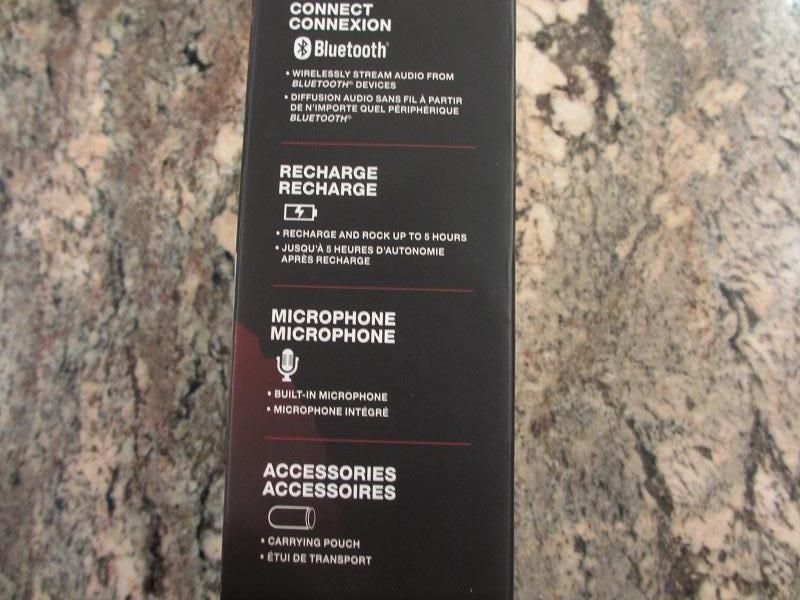 CONNECT
CONNEXION
Bluetooth®
• WIRELESSLY STREAM AUDIO FROM
BLUETOOTH® DEVICES
• DIFFUSION AUDIO SANS FIL À PARTIR
DE N'IMPORTE QUEL PÉRIPHÉRIQUE
BLUETOOTH®
RECHARGE
RECHARGE
• RECHARGE AND ROCK UP TO 5 HOURS
• JUSQU'À 5 HEURES D'AUTONOMIE
APRÈS RECHARGE
MICROPHONE
MICROPHONE
• BUILT-IN MICROPHONE
• MICROPHONE INTÉGRÉ
ACCESSORIES
ACCESSOIRES
• CARRYING POUCH
• ÉTUI DE TRANSPORT